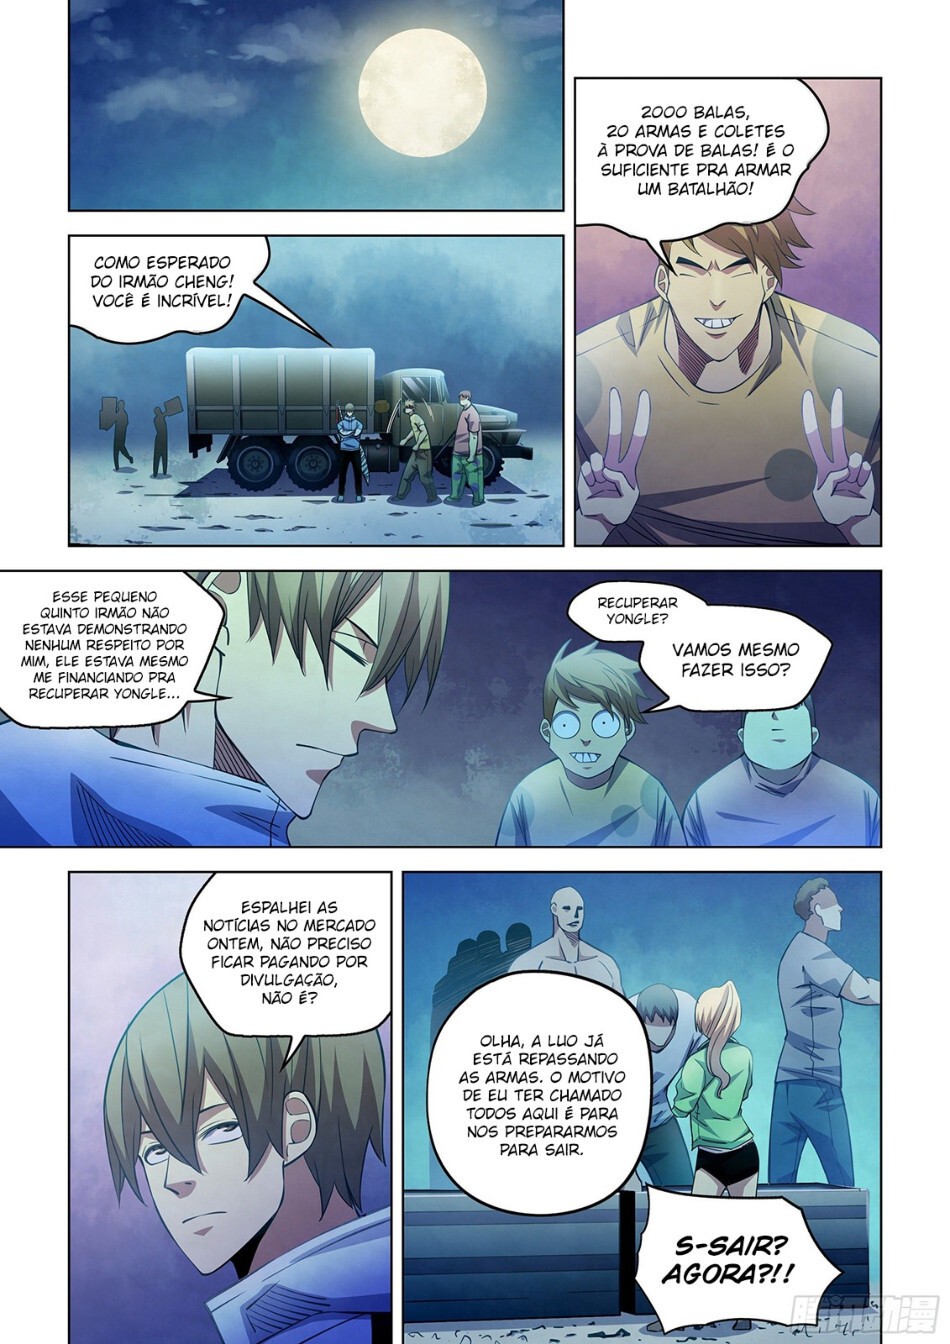 2000 BALAS,
20 ARMAS E COLETES
À PROVA DE BALAS! É O
SUFICIENTE PRA ARMAR
UM BATALHÃO!
COMO ESPERADO
DO IRMÃO CHENG!
VOCÊ É INCRÍVEL!
ESSE PEQUENO
QUINTO IRMÃO NÃO
ESTAVA DEMONSTRANDO
NENHUM RESPEITO POR
MIM, ELE ESTAVA MESMO
ME FINANCIANDO PRA
RECUPERAR YONGLE...
RECUPERAR
YONGLE?
VAMOS MESMO
FAZER ISSO?
ESPALHEI AS
NOTÍCIAS NO MERCADO
ONTEM, NÃO PRECISO
FICAR PAGANDO POR
DIVULGAÇÃO,
NÃO É?
OLHA, A LUO JÁ
ESTÁ REPASSANDO
AS ARMAS. O MOTIVO
DE EU TER CHAMADO
TODOS AQUI É PARA
NOS PREPARARMOS
PARA SAIR.
S-SAIR?
AGORA?!!
腾讯动漫